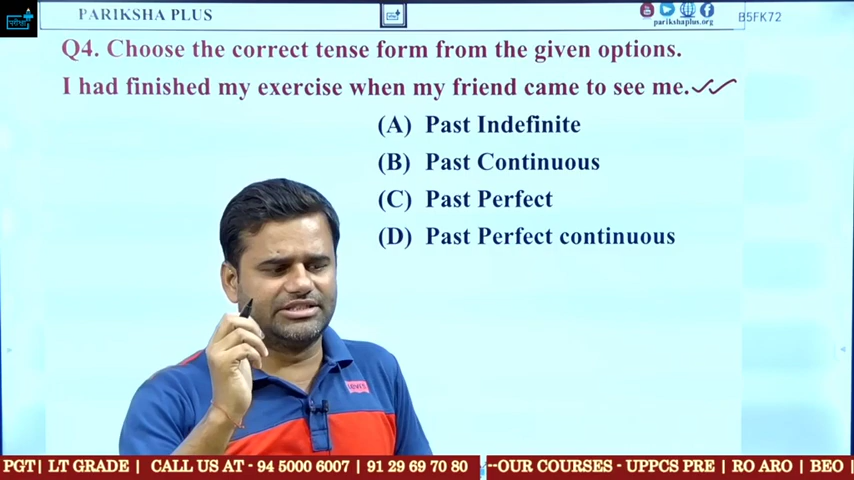 परीक्षा
PARIKSHA PLUS
parikshaplus.org
B5FK72
Q4. Choose the correct tense form from the given options.
I had finished my exercise when my friend came to see me.
(A) Past Indefinite
(B) Past Continuous
(C) Past Perfect
(D) Past Perfect continuous
Levi's
PGT| LT GRADE | CALL US AT - 94 5000 6007 | 91 29 69 70 80 --OUR COURSES - UPPCS PRE | RO ARO | BEO |